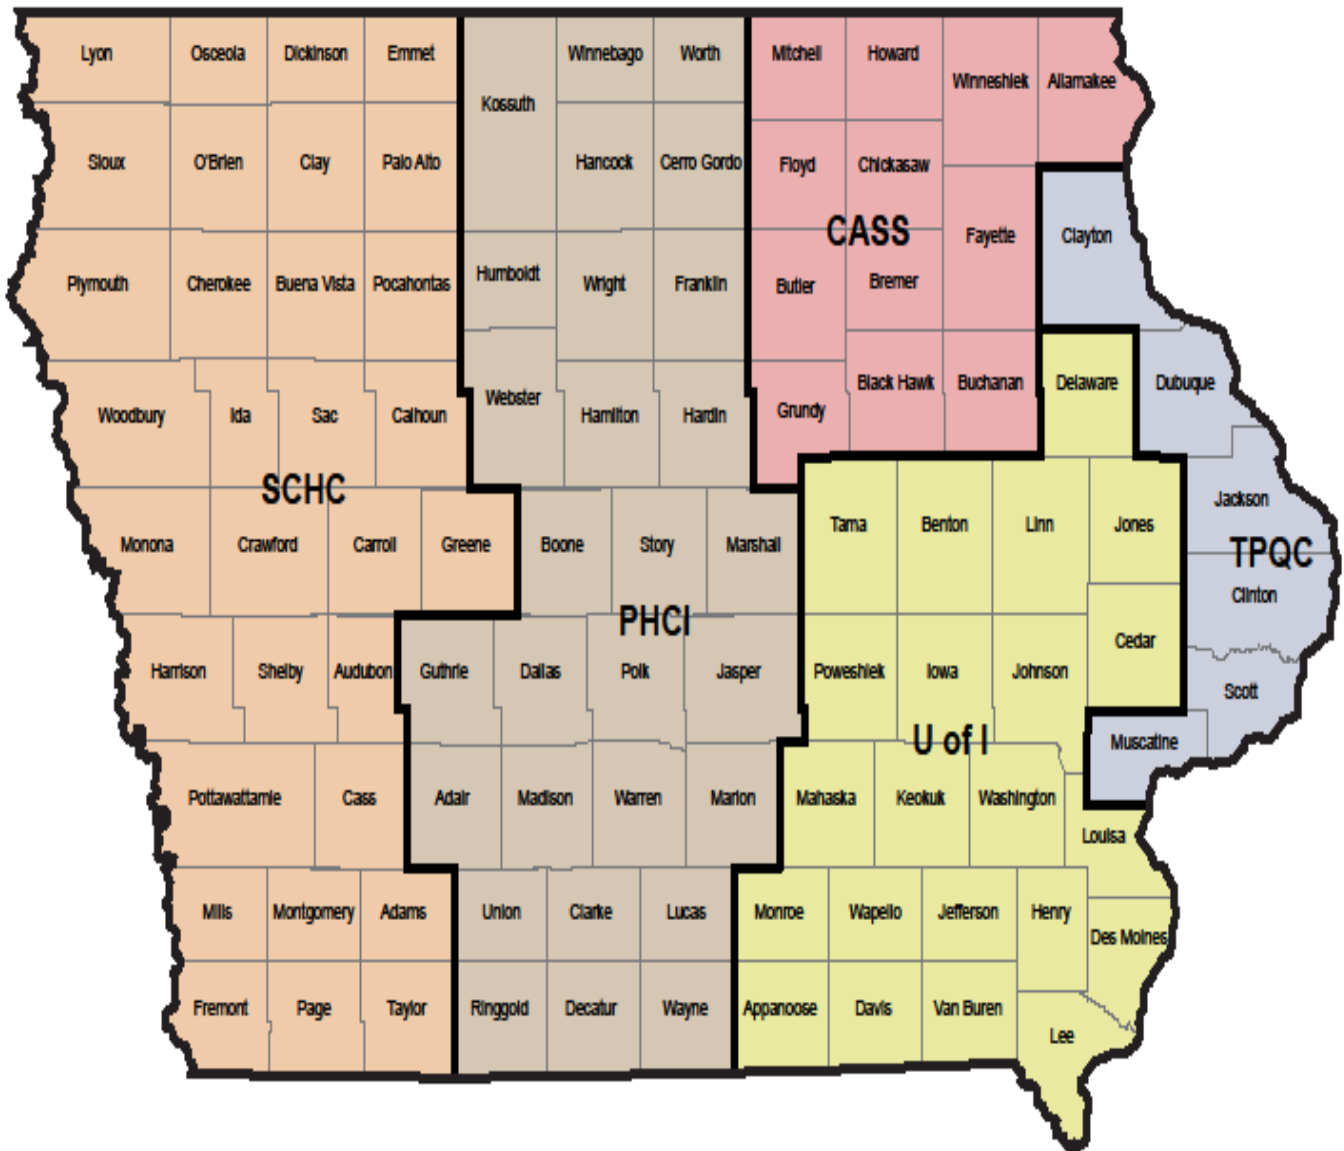 Lyon Osceola Dickinson Emmet Winnebago Worth Mitchell Howard
Kossuth Winneshiek Allamakee
Sioux O'Brien Clay Palo Alto Hancock Cerro Gordo Floyd Chickasaw
CASS
Fayette Clayton
Plymouth Cherokee Buena Vista Pocahontas Humboldt Wright Franklin Butler Bremer
Woodbury Ida Sac Calhoun Webster Hamilton Hardin Grundy Black Hawk Buchanan Delaware Dubuque
SCHC
Jackson
Monona Crawford Carroll Greene Boone Story Marshall Tama Benton Linn Jones
TPQC
Clinton
PHCI
Cedar
Harrison Shelby Audubon Guthrie Dallas Polk Jasper Poweshiek Iowa Johnson Scott
U of I
Muscatine
Pottawattamie Cass Adair Madison Warren Marion Mahaska Keokuk Washington
Louisa
Mills Montgomery Adams Union Clarke Lucas Monroe Wapello Jefferson Henry
Des Moines
Fremont Page Taylor Ringgold Decatur Wayne Appanoose Davis Van Buren
Lee